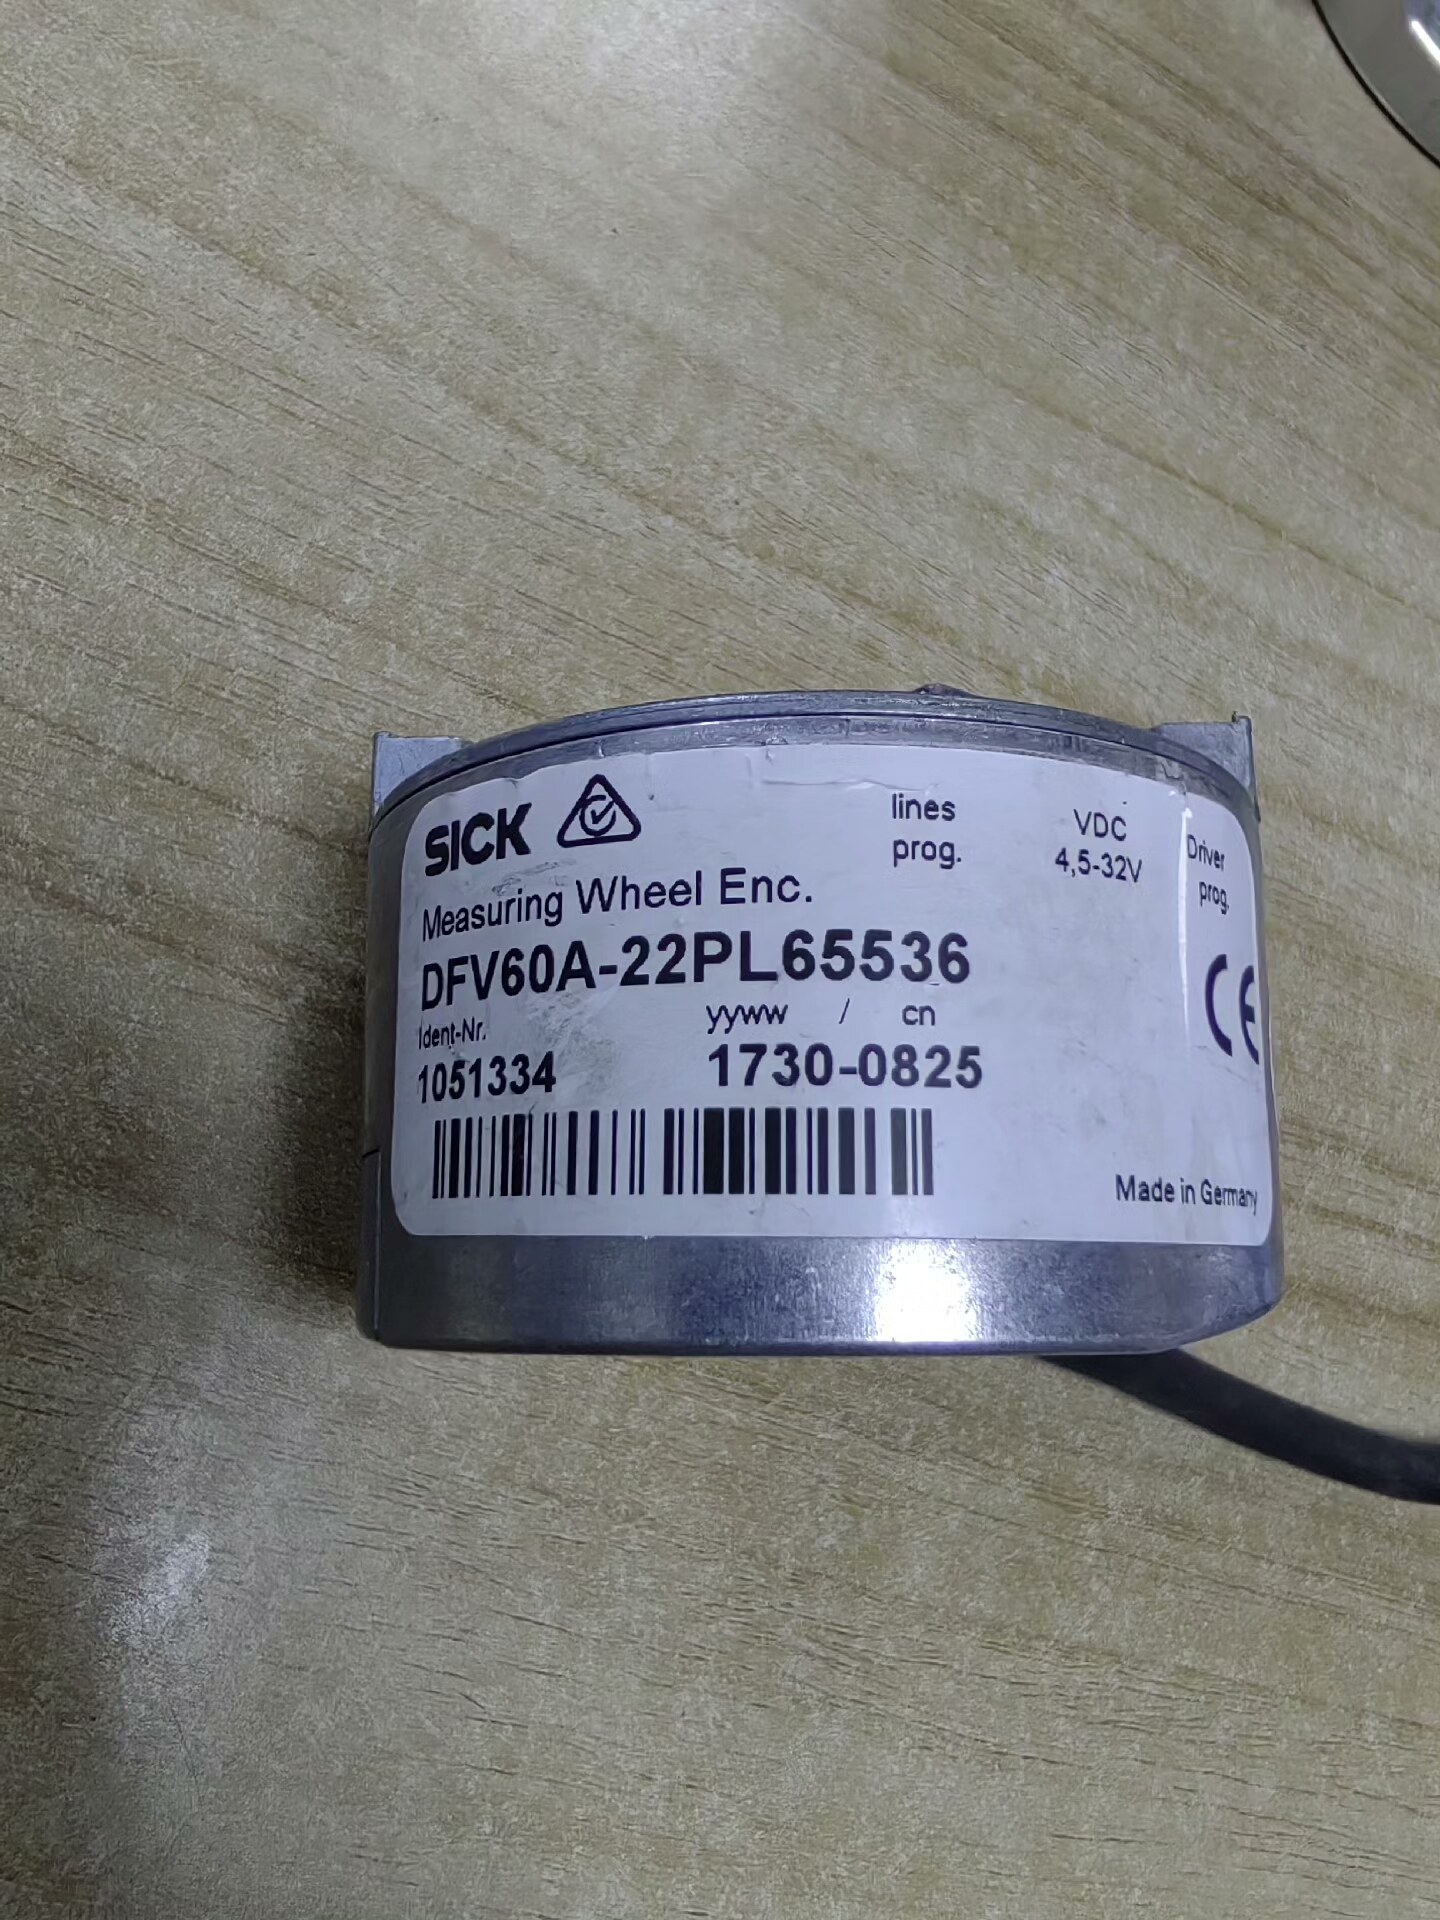 SICK
lines VDC Driver
prog. 4,5-32V prog.
Measuring Wheel Enc.
DFV60A-22PL65536
Ident-Nr. yyww / cn
1051334 1730-0825
CE
Made in Germany